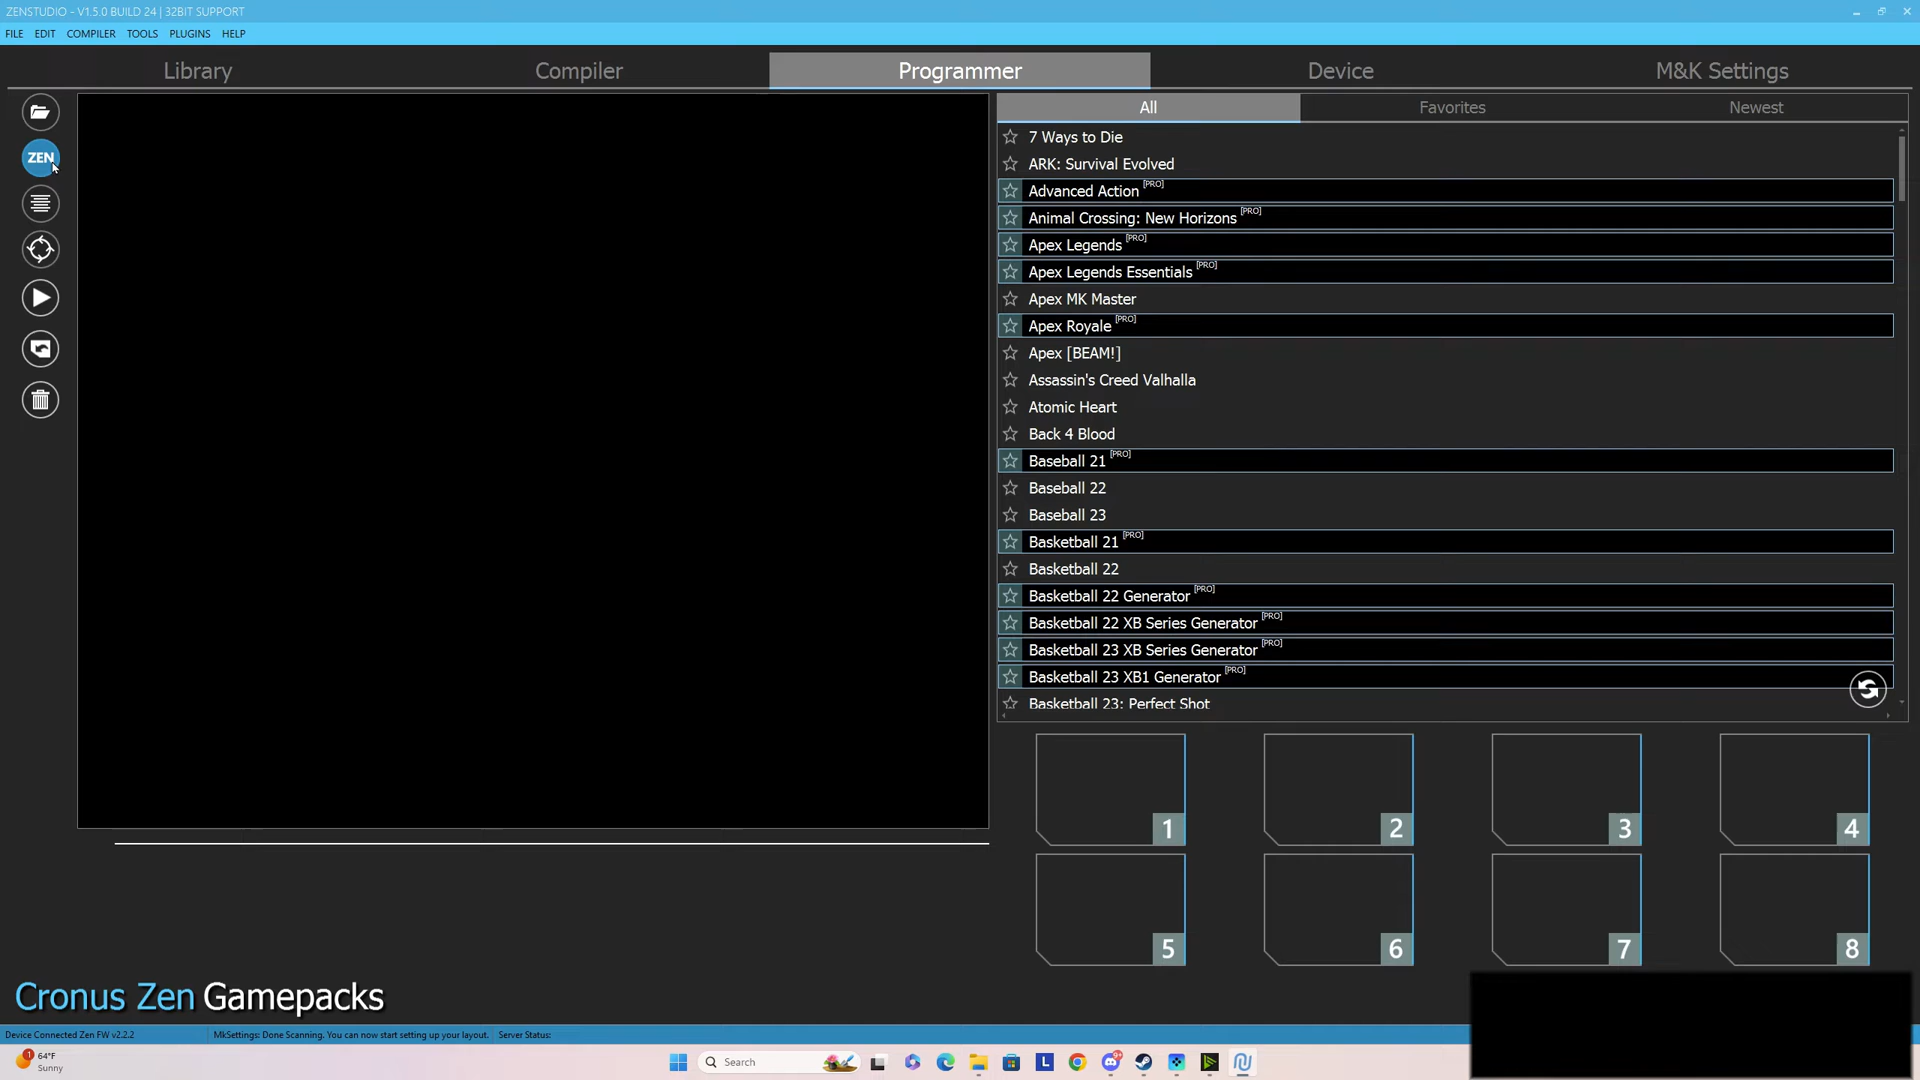 ZENSTUDIO - V1.5.0 BUILD 24 | 32BIT SUPPORT
FILE EDIT COMPILER TOOLS PLUGINS HELP
Library Compiler Programmer Device M&K Settings
All Favorites Newest
ZEN
7 Ways to Die
ARK: Survival Evolved
Advanced Action [PRO]
Animal Crossing: New Horizons [PRO]
Apex Legends [PRO]
Apex Legends Essentials [PRO]
Apex MK Master
Apex Royale [PRO]
Apex [BEAM!]
Assassin's Creed Valhalla
Atomic Heart
Back 4 Blood
Baseball 21 [PRO]
Baseball 22
Baseball 23
Basketball 21 [PRO]
Basketball 22
Basketball 22 Generator [PRO]
Basketball 22 XB Series Generator [PRO]
Basketball 23 XB Series Generator [PRO]
Basketball 23 XB1 Generator [PRO]
Basketball 23: Perfect Shot
1 2 3 4
5 6 7 8
Cronus Zen Gamepacks
Device Connected Zen FW v2.2.2 MkSettings: Done Scanning. You can now start setting up your layout. Server Status:
1 64°F
Sunny
Search
L
9+